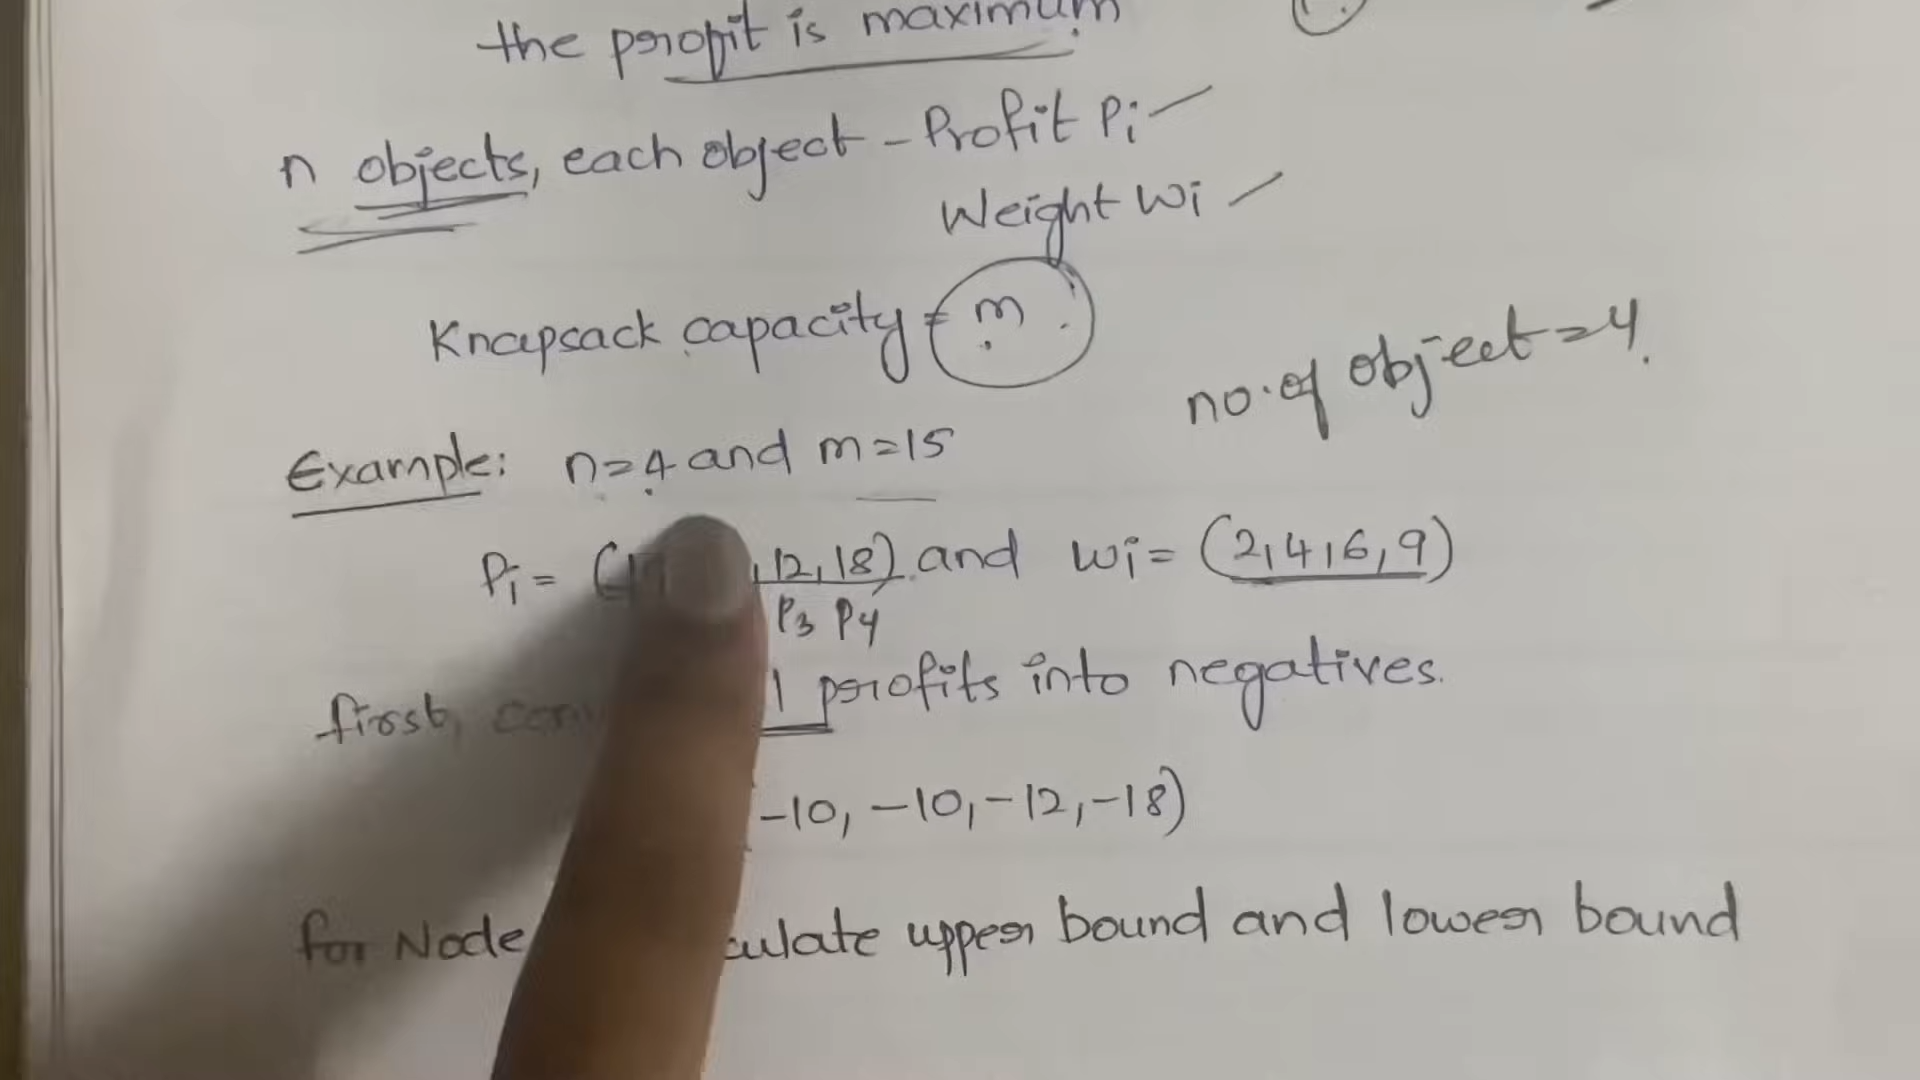 the profit is maximum
n objects, each object - Profit Pi
Weight Wi
Knapsack capacity = m
no. of object = 4.
Example: n=4 and m=15
Pi = (1 ,12,18) and Wi = (2,4,6,9)
P3 P4
first, profits into negatives.
-10, -10, -12, -18)
for Node upper bound and lower bound